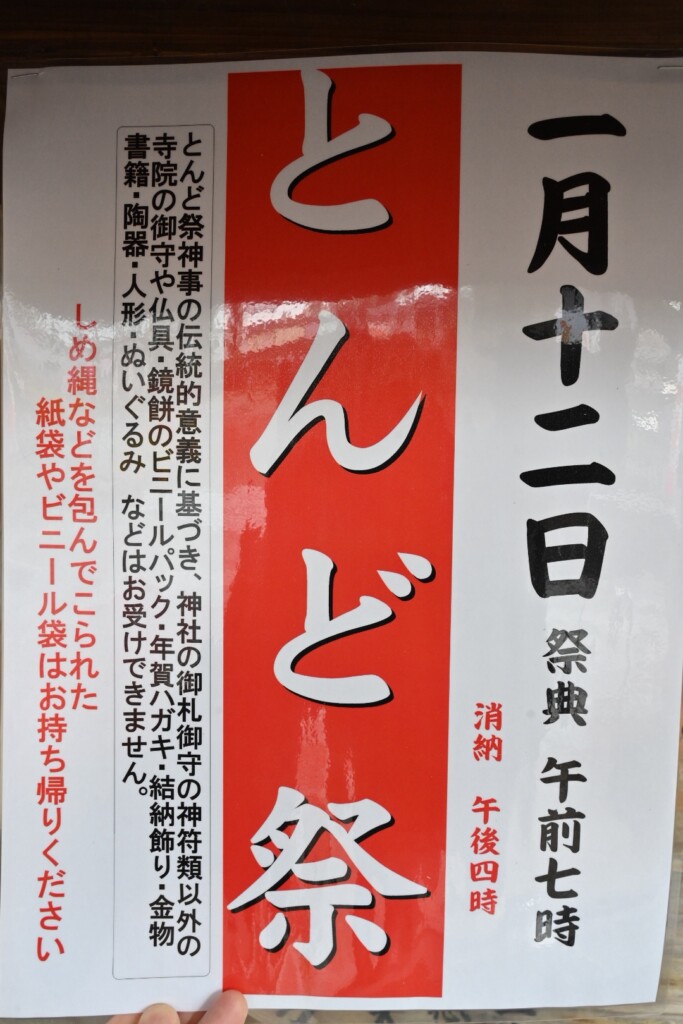 一月十二日 祭典 午前七時
消納 午後四時
とんど祭
とんど祭神事の伝統的意義に基づき、神社の御札御守の神符類以外の
寺院の御守や仏具・鏡餅のビニールパック・年賀ハガキ・結納飾り・金物
書籍・陶器・人形・ぬいぐるみ などはお受けできません。
しめ縄などを包んでこられた
紙袋やビニール袋はお持ち帰りください